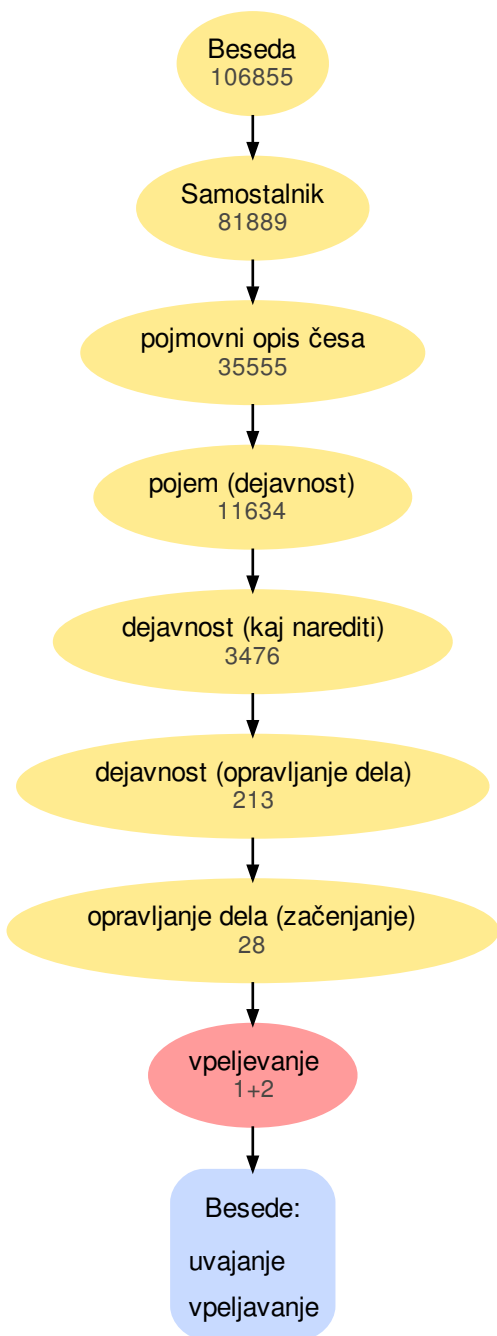 Beseda
106855
Samostalnik
81889
pojmovni opis česa
35555
pojem (dejavnost)
11634
dejavnost (kaj narediti)
3476
dejavnost (opravljanje dela)
213
opravljanje dela (začenjanje)
28
vpeljevanje
1+2
Besede:
uvajanje
vpeljavanje